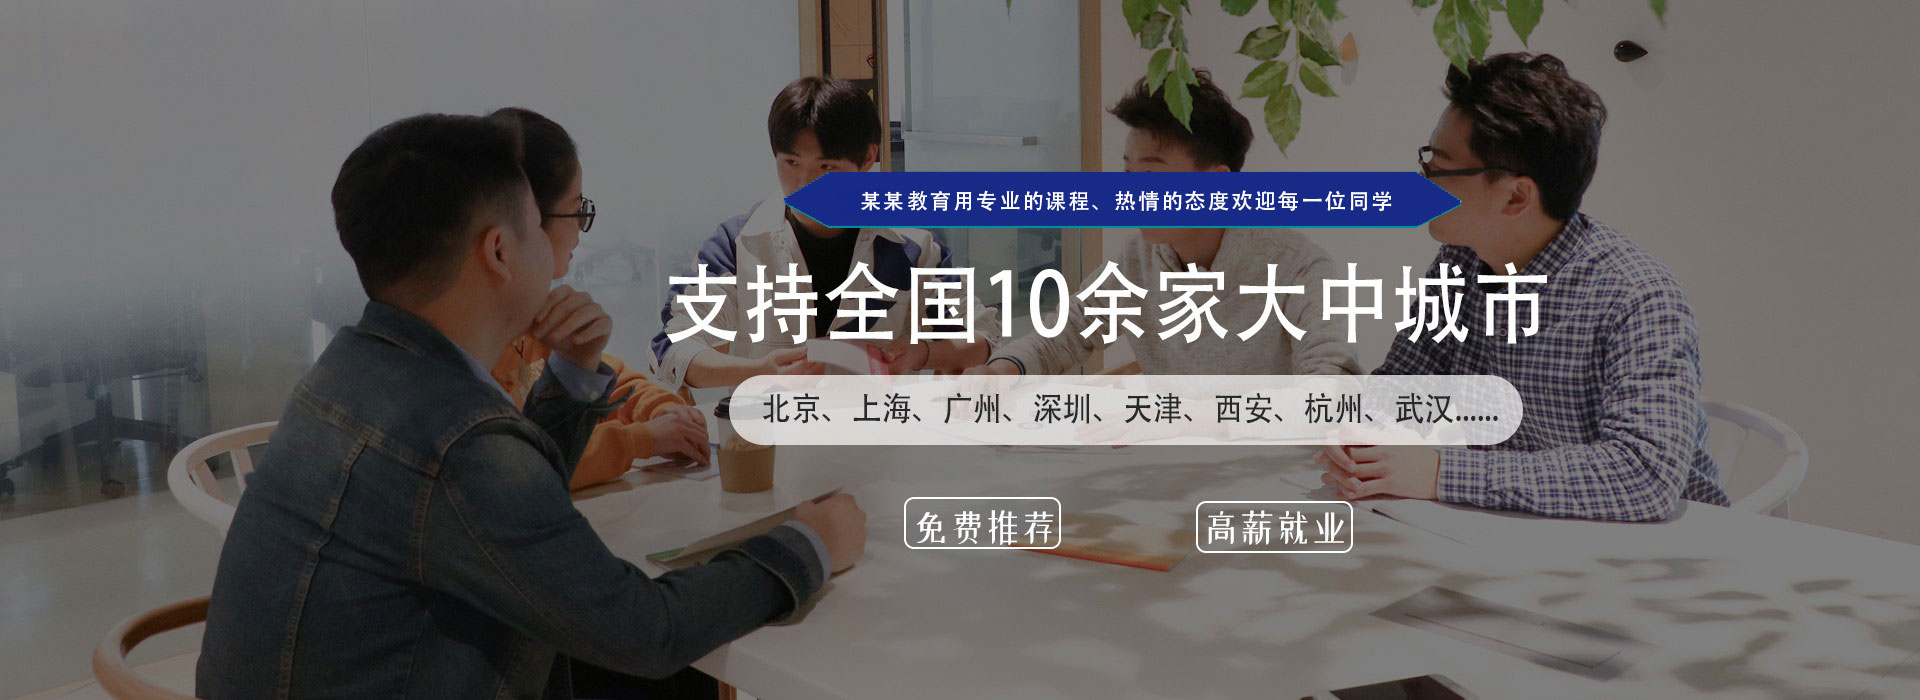 某某教育用专业的课程、热情的态度欢迎每一位同学
支持全国10余家大中城市
北京、上海、广州、深圳、天津、西安、杭州、武汉......
免费推荐
高薪就业